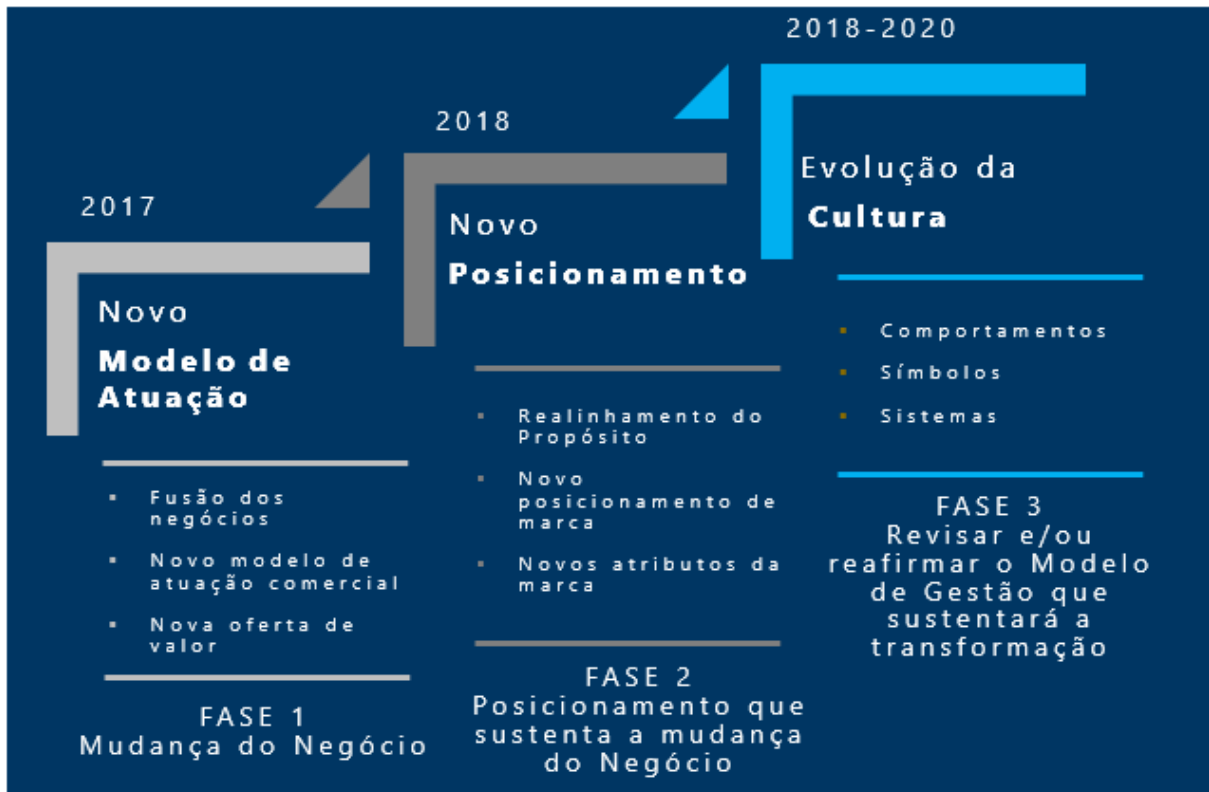 2017
Novo
Modelo de
Atuação
▪ Fusão dos
negócios
▪ Novo modelo de
atuação comercial
▪ Nova oferta de
valor
FASE 1
Mudança do Negócio
2018
Novo
Posicionamento
▪ Realinhamento do
Propósito
▪ Novo
posicionamento de
marca
▪ Novos atributos da
marca
FASE 2
Posicionamento que
sustenta a mudança
do Negócio
2018-2020
Evolução da
Cultura
▪ Comportamentos
▪ Símbolos
▪ Sistemas
FASE 3
Revisar e/ou
reafirmar o Modelo
de Gestão que
sustentará a
transformação